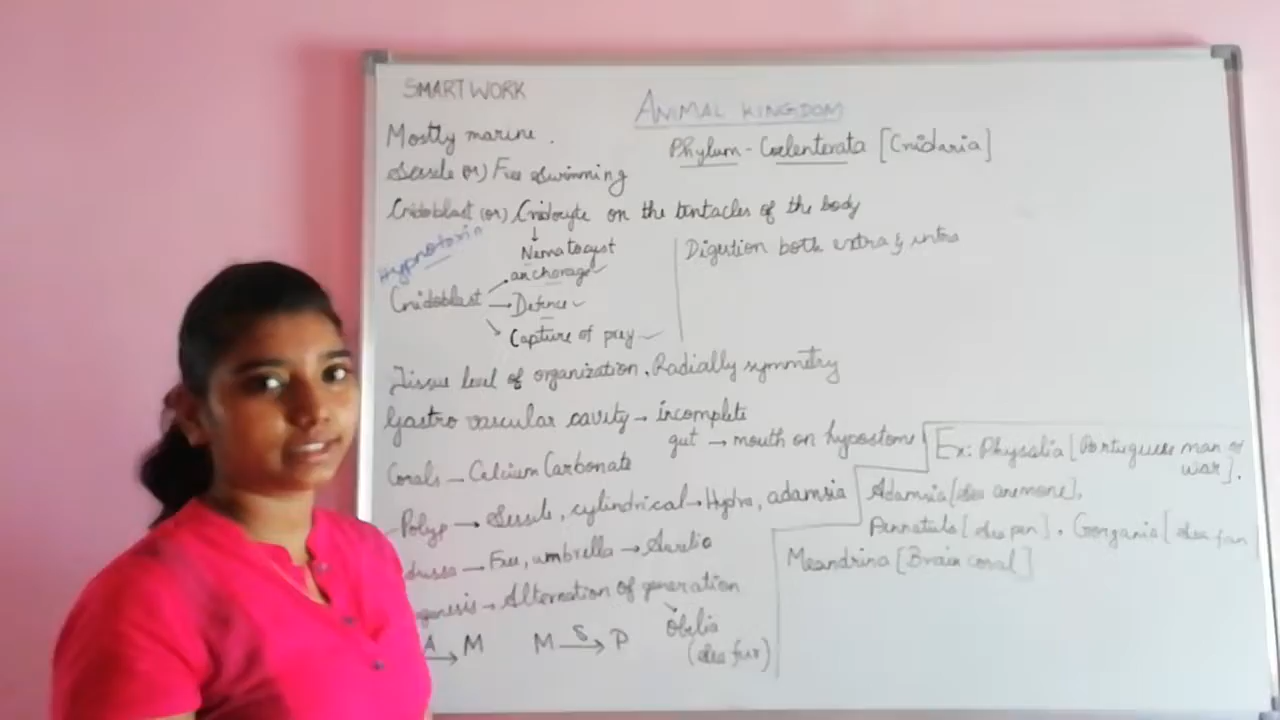 SMART WORK
ANIMAL KINGDOM
Mostly marine.
Phylum - Coelenterata [Cnidaria]
Sessile (or) Free Swimming
Cnidoblast (or) Cnidocyte on the tentacles of the body
Hypnotoxin
↓
Nematocyst
Digestion both extra & intra
Cnidoblast → anchorage ✓
→ Defence ✓
→ Capture of prey ✓
Tissue level of organization, Radially symmetry
Gastro vascular cavity → incomplete
gut → mouth on hypostome
Corals → Calcium Carbonate
Polyp → Sessile, cylindrical → Hydra, adamsia
dusa → Free, umbrella → Aurelia
genesis → Alternation of generation
↘ Obelia
(Sea fur)
A → M M S → P
Ex: Physalia [Portuguese man of
war].
Adamsia [Sea anemone],
Pennatula [Sea pen], Gorgonia [Sea fan
Meandrina [Brain coral]